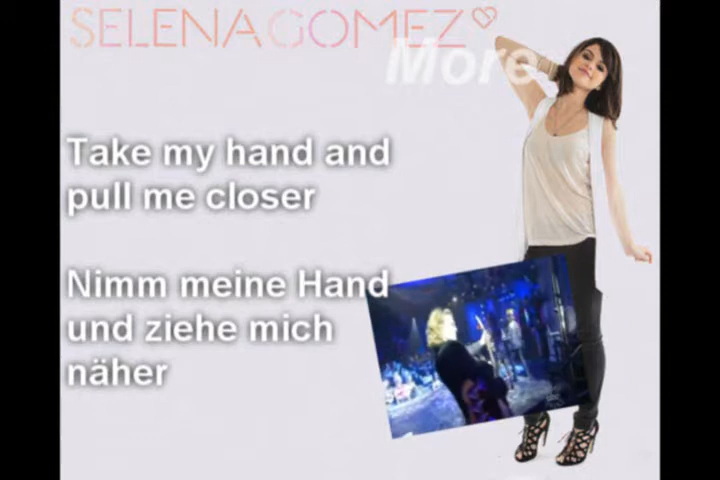 SELENA GOMEZ
More
Take my hand and
pull me closer
Nimm meine Hand
und ziehe mich
näher